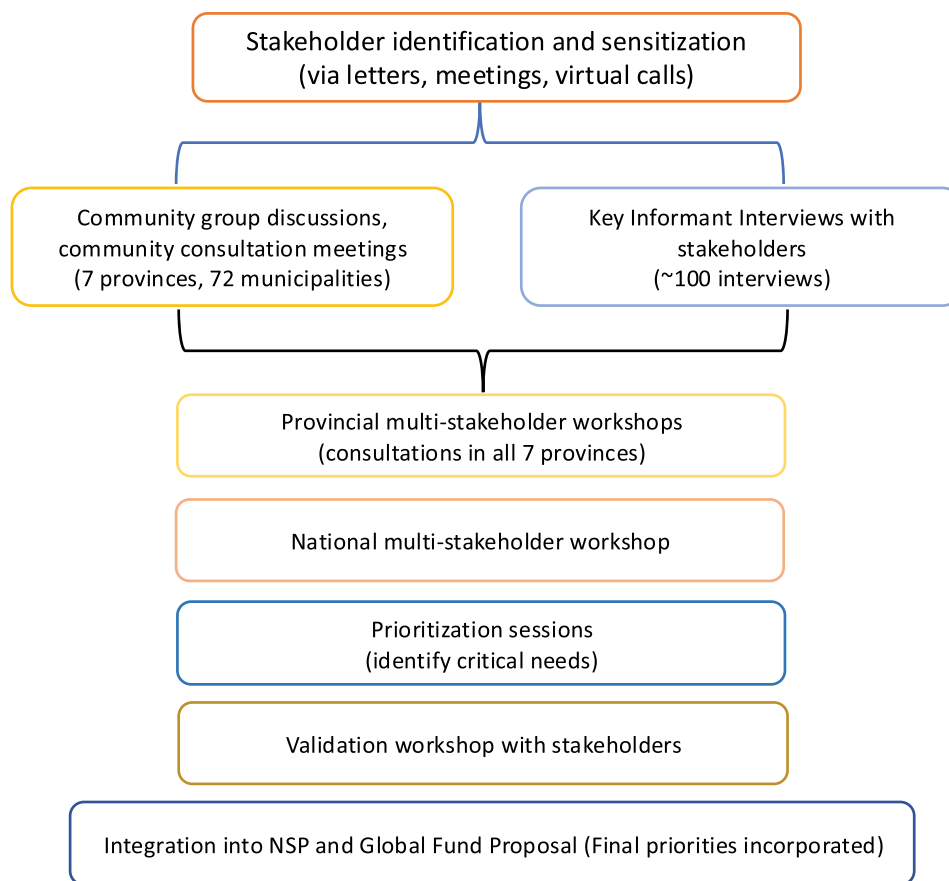 Stakeholder identification and sensitization
(via letters, meetings, virtual calls)
Community group discussions,
community consultation meetings
(7 provinces, 72 municipalities)
Key Informant Interviews with
stakeholders
(~100 interviews)
Provincial multi-stakeholder workshops
(consultations in all 7 provinces)
National multi-stakeholder workshop
Prioritization sessions
(identify critical needs)
Validation workshop with stakeholders
Integration into NSP and Global Fund Proposal (Final priorities incorporated)